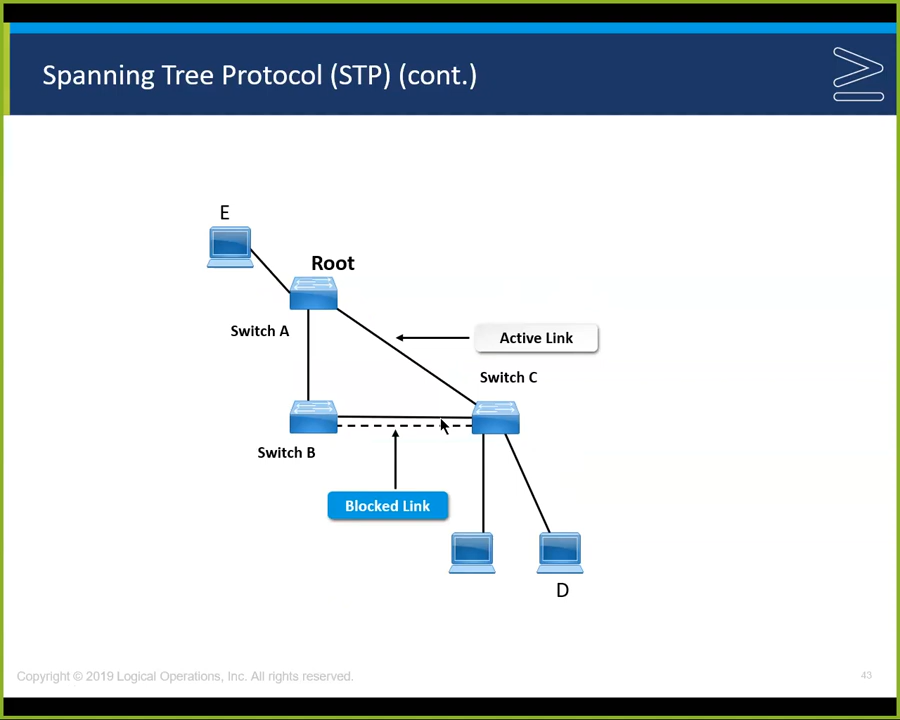 Spanning Tree Protocol (STP) (cont.)
E
Root
Switch A
Active Link
Switch C
Switch B
Blocked Link
D
Copyright © 2019 Logical Operations, Inc. All rights reserved.
43